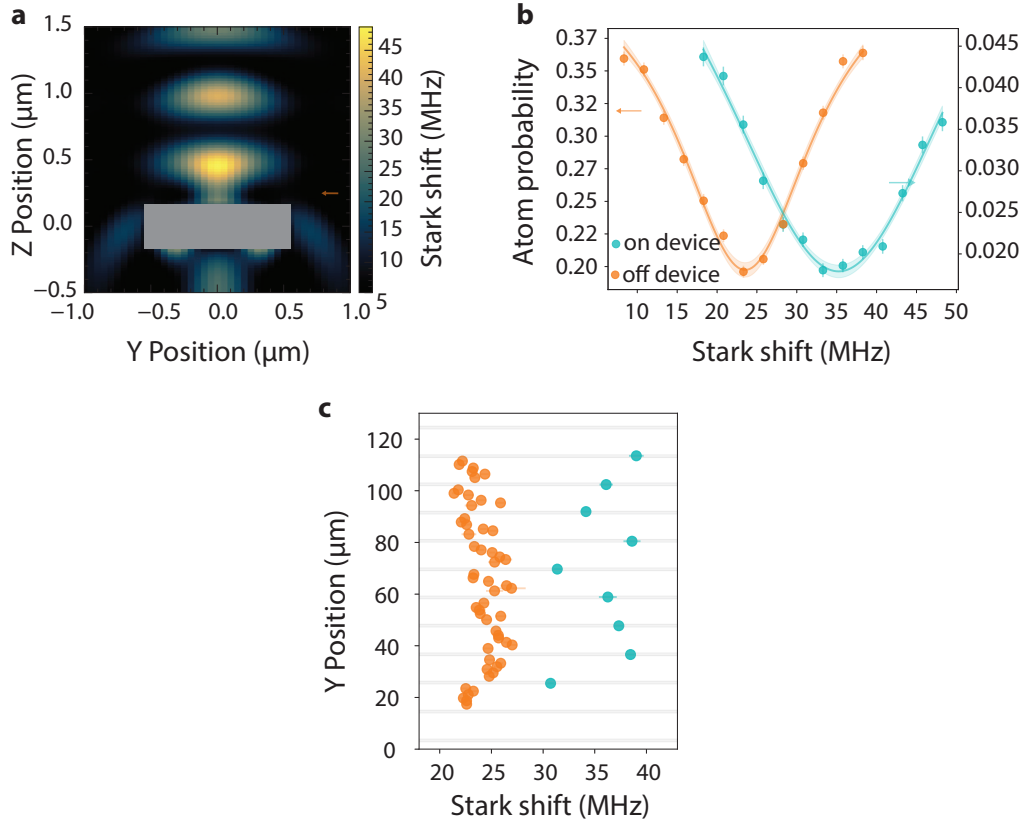 a
1.5
1.0
0.5
0.0
−0.5
Z Position (µm)
−1.0
−0.5
0.0
0.5
1.0
Y Position (µm)
45
40
35
30
25
20
15
10
5
Stark shift (MHz)
b
0.37
0.35
0.32
0.30
0.27
0.25
0.22
0.20
Atom probability
0.045
0.040
0.035
0.030
0.025
0.020
on device
off device
10 15 20 25 30 35 40 45 50
Stark shift (MHz)
c
120
100
80
60
40
20
0
Y Position (µm)
20 25 30 35 40
Stark shift (MHz)